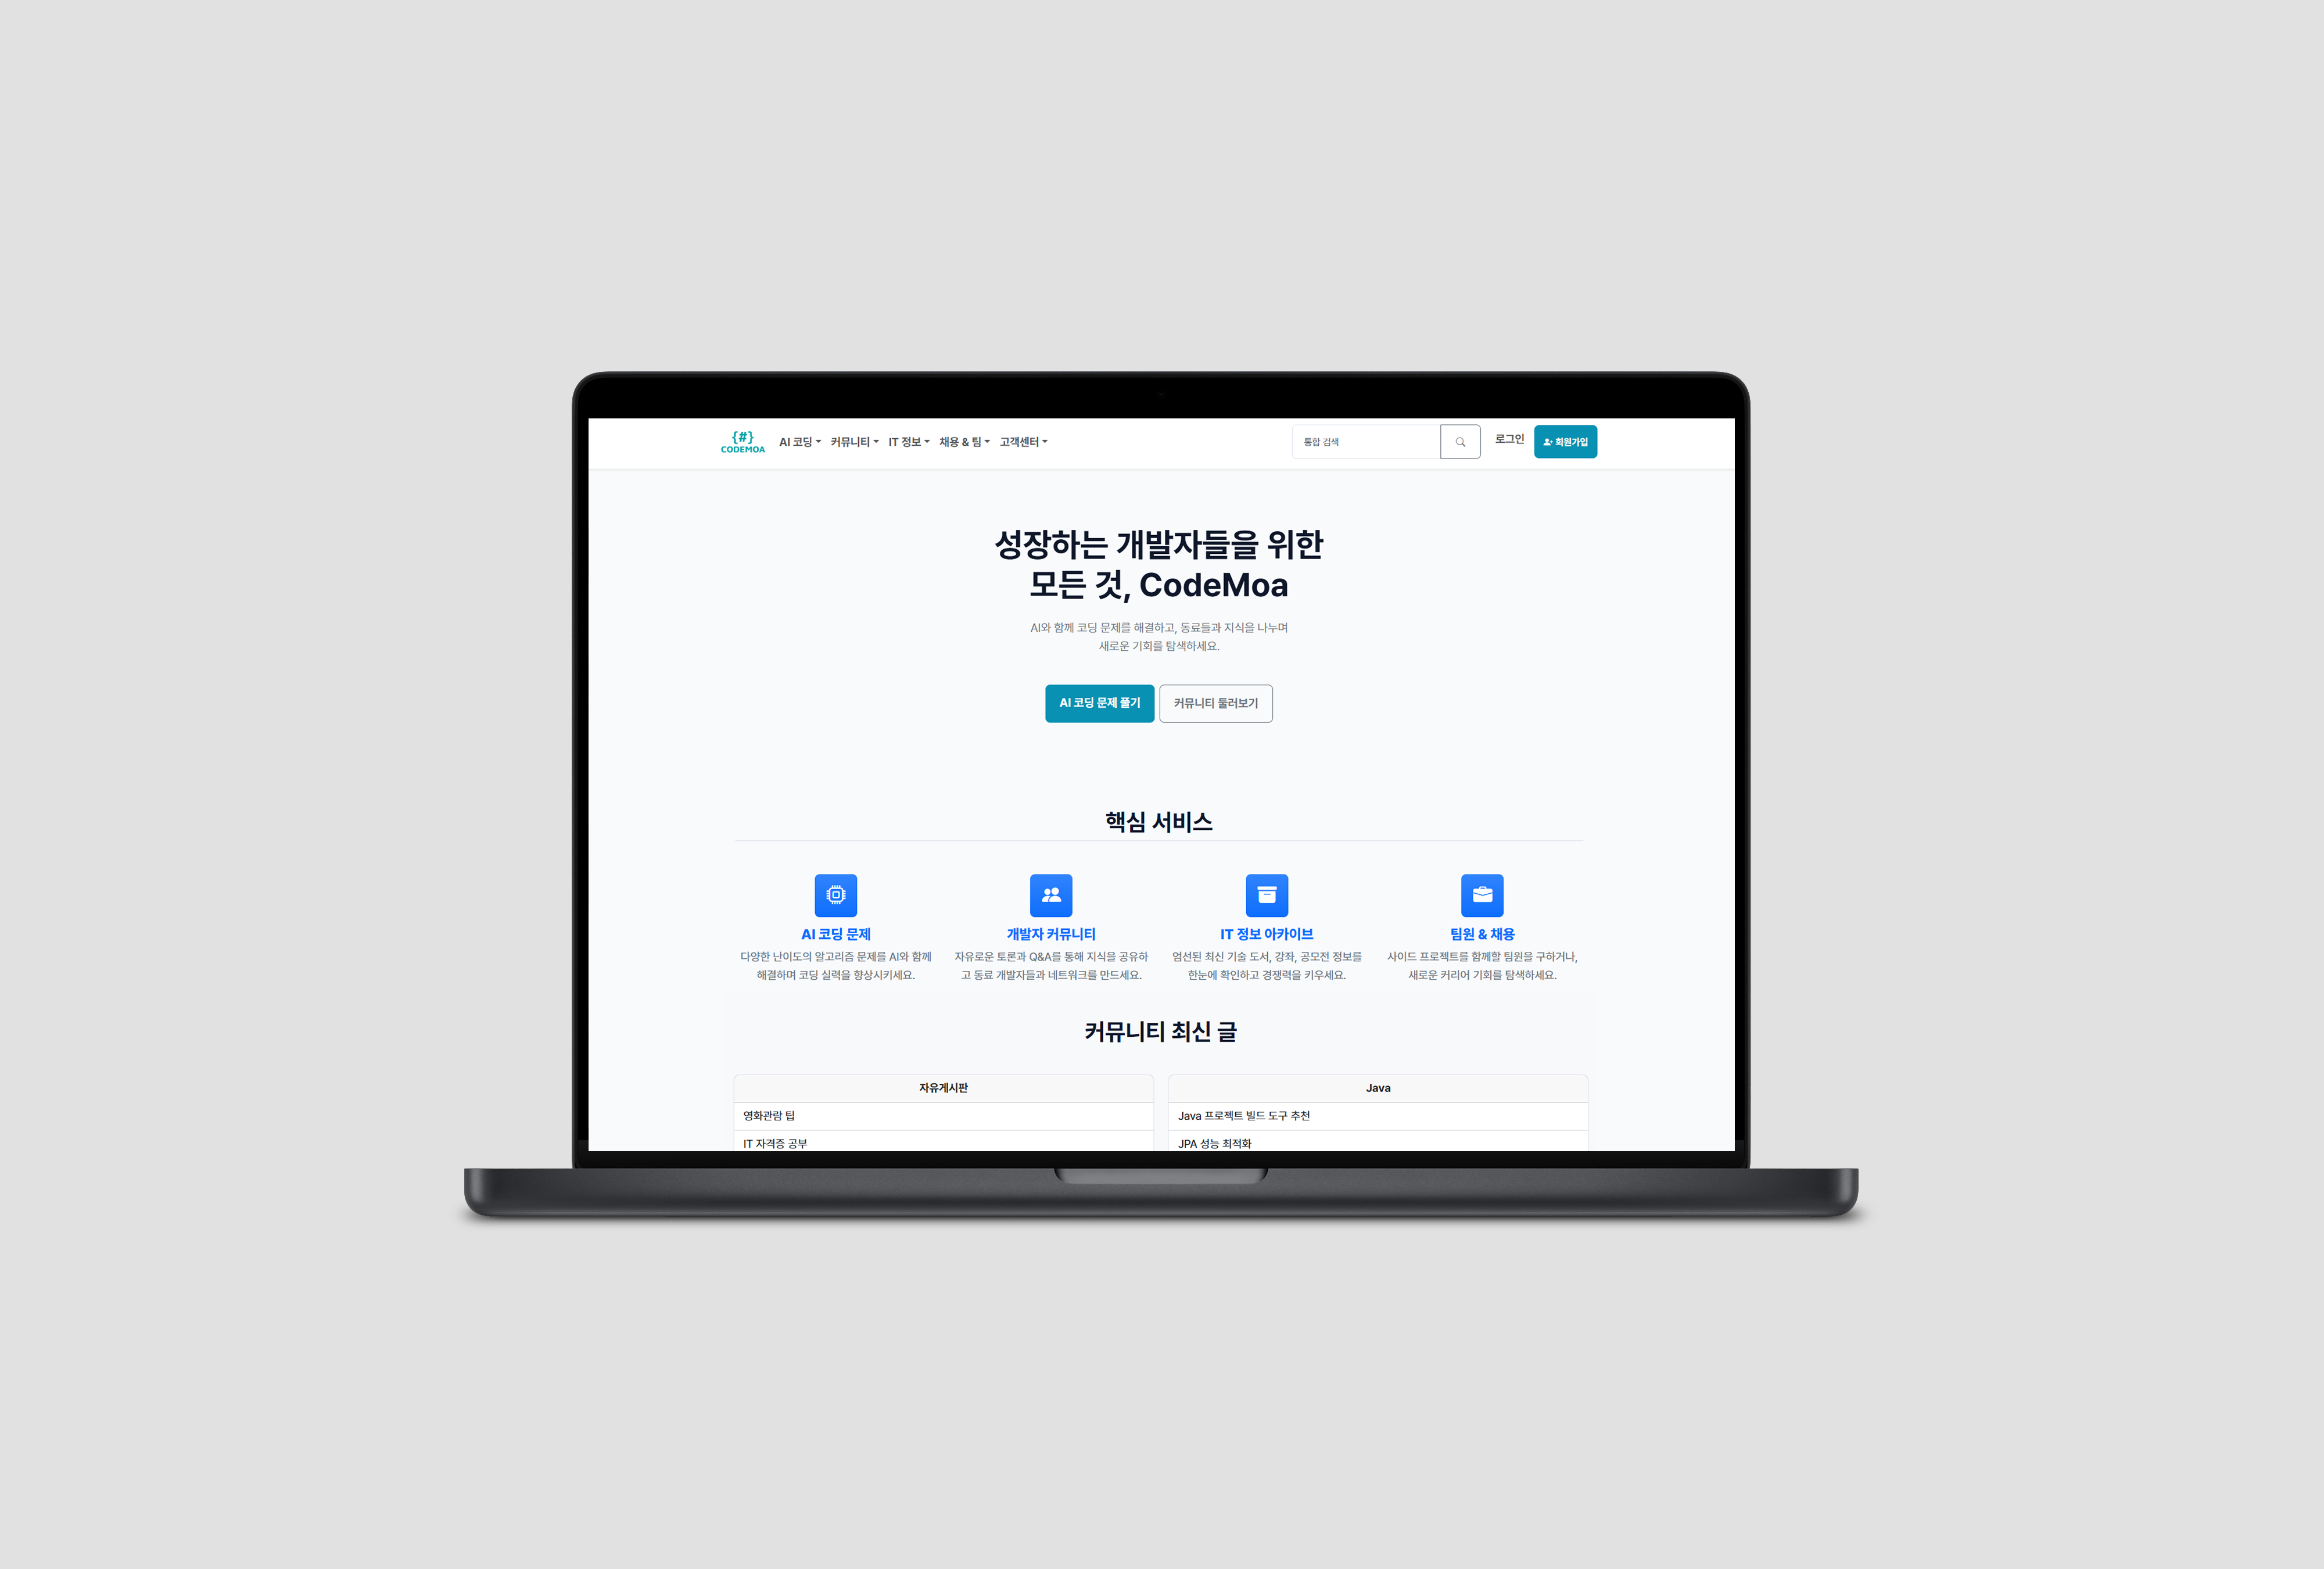 {#}
CODEMOA
AI 코딩 커뮤니티 IT 정보 채용 & 팀 고객센터
통합 검색
로그인
회원가입
성장하는 개발자들을 위한
모든 것, CodeMoa
AI와 함께 코딩 문제를 해결하고, 동료들과 지식을 나누며
새로운 기회를 탐색하세요.
AI 코딩 문제 풀기
커뮤니티 둘러보기
핵심 서비스
AI 코딩 문제
다양한 난이도의 알고리즘 문제를 AI와 함께
해결하며 코딩 실력을 향상시키세요.
개발자 커뮤니티
자유로운 토론과 Q&A를 통해 지식을 공유하
고 동료 개발자들과 네트워크를 만드세요.
IT 정보 아카이브
엄선된 최신 기술 도서, 강좌, 공모전 정보를
한눈에 확인하고 경쟁력을 키우세요.
팀원 & 채용
사이드 프로젝트를 함께할 팀원을 구하거나,
새로운 커리어 기회를 탐색하세요.
커뮤니티 최신 글
자유게시판
영화관람 팁
IT 자격증 공부
Java
Java 프로젝트 빌드 도구 추천
JPA 성능 최적화